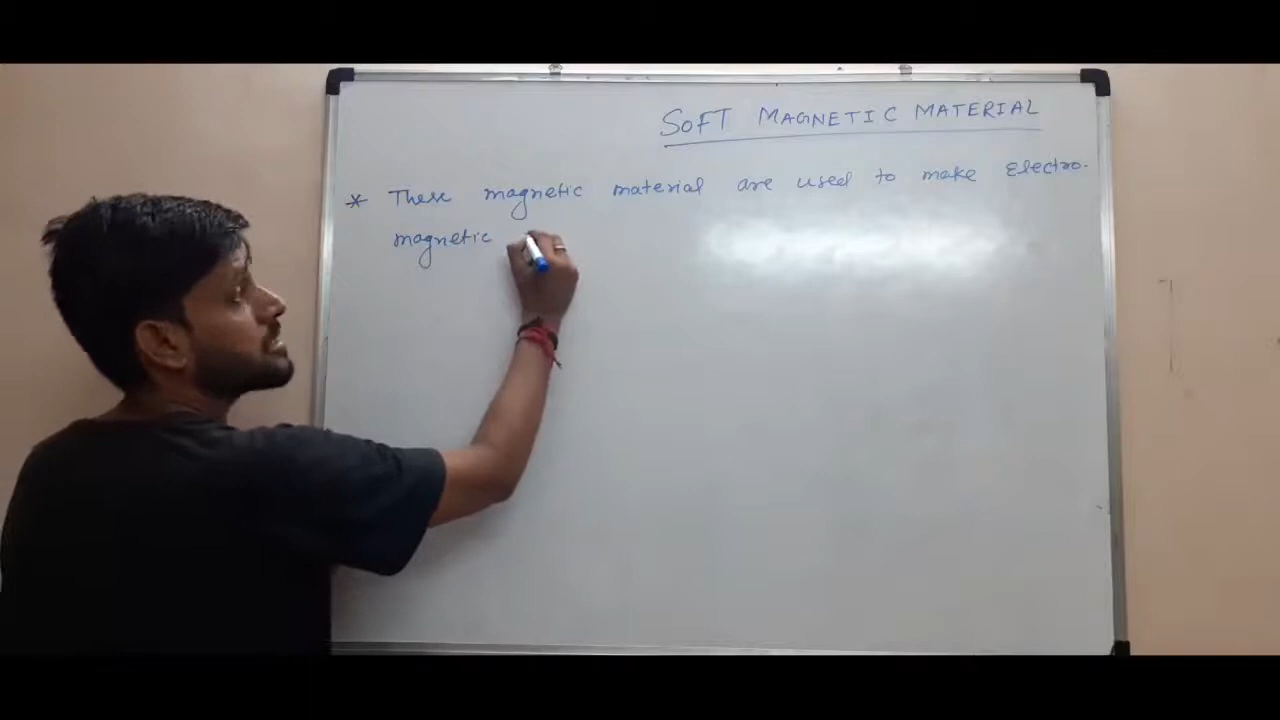 SOFT MAGNETIC MATERIAL
* These magnetic material are used to make Electro-
magnetic